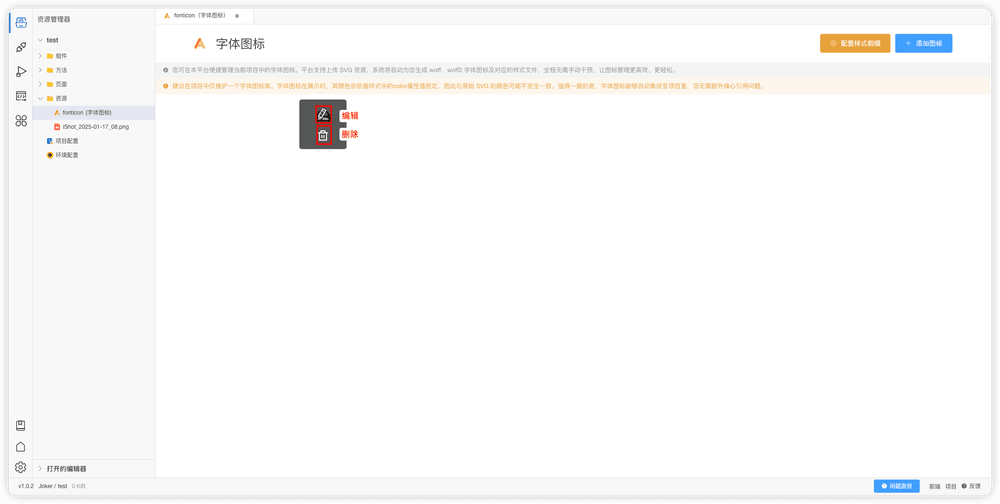 资源管理器
fonticon（字体图标）
test
组件
方法
页面
资源
fonticon (字体图标)
iShot_2025-01-17_08.png
项目配置
环境配置
字体图标
配置样式前缀
添加图标
您可在本平台便捷管理当前项目中的字体图标。平台支持上传 SVG 资源，系统将自动为您生成 woff、woff2 字体图标及对应的样式文件，全程无需手动干预，让图标管理更高效、更轻松。
建议在项目中仅维护一个字体图标库。字体图标在展示时，其颜色会依据样式中的color属性值而定，因此与原始 SVG 的颜色可能不完全一致。值得一提的是，字体图标能够自动集成至项目里，您无需额外操心引用问题。
编辑
删除
打开的编辑器
v1.0.2 Joker / test 0 KiB
前端 项目 反馈